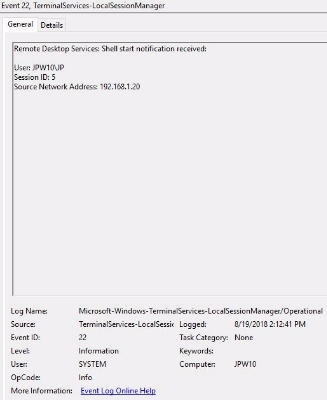 Event 22, TerminalServices-LocalSessionManager
General Details
Remote Desktop Services: Shell start notification received:
User: JPW10\JP
Session ID: 5
Source Network Address: 192.168.1.20
Log Name: Microsoft-Windows-TerminalServices-LocalSessionManager/Operational
Source: TerminalServices-LocalSessic Logged: 8/19/2018 2:12:41 PM
Event ID: 22 Task Category: None
Level: Information Keywords:
User: SYSTEM Computer: JPW10
OpCode: Info
More Information: Event Log Online Help